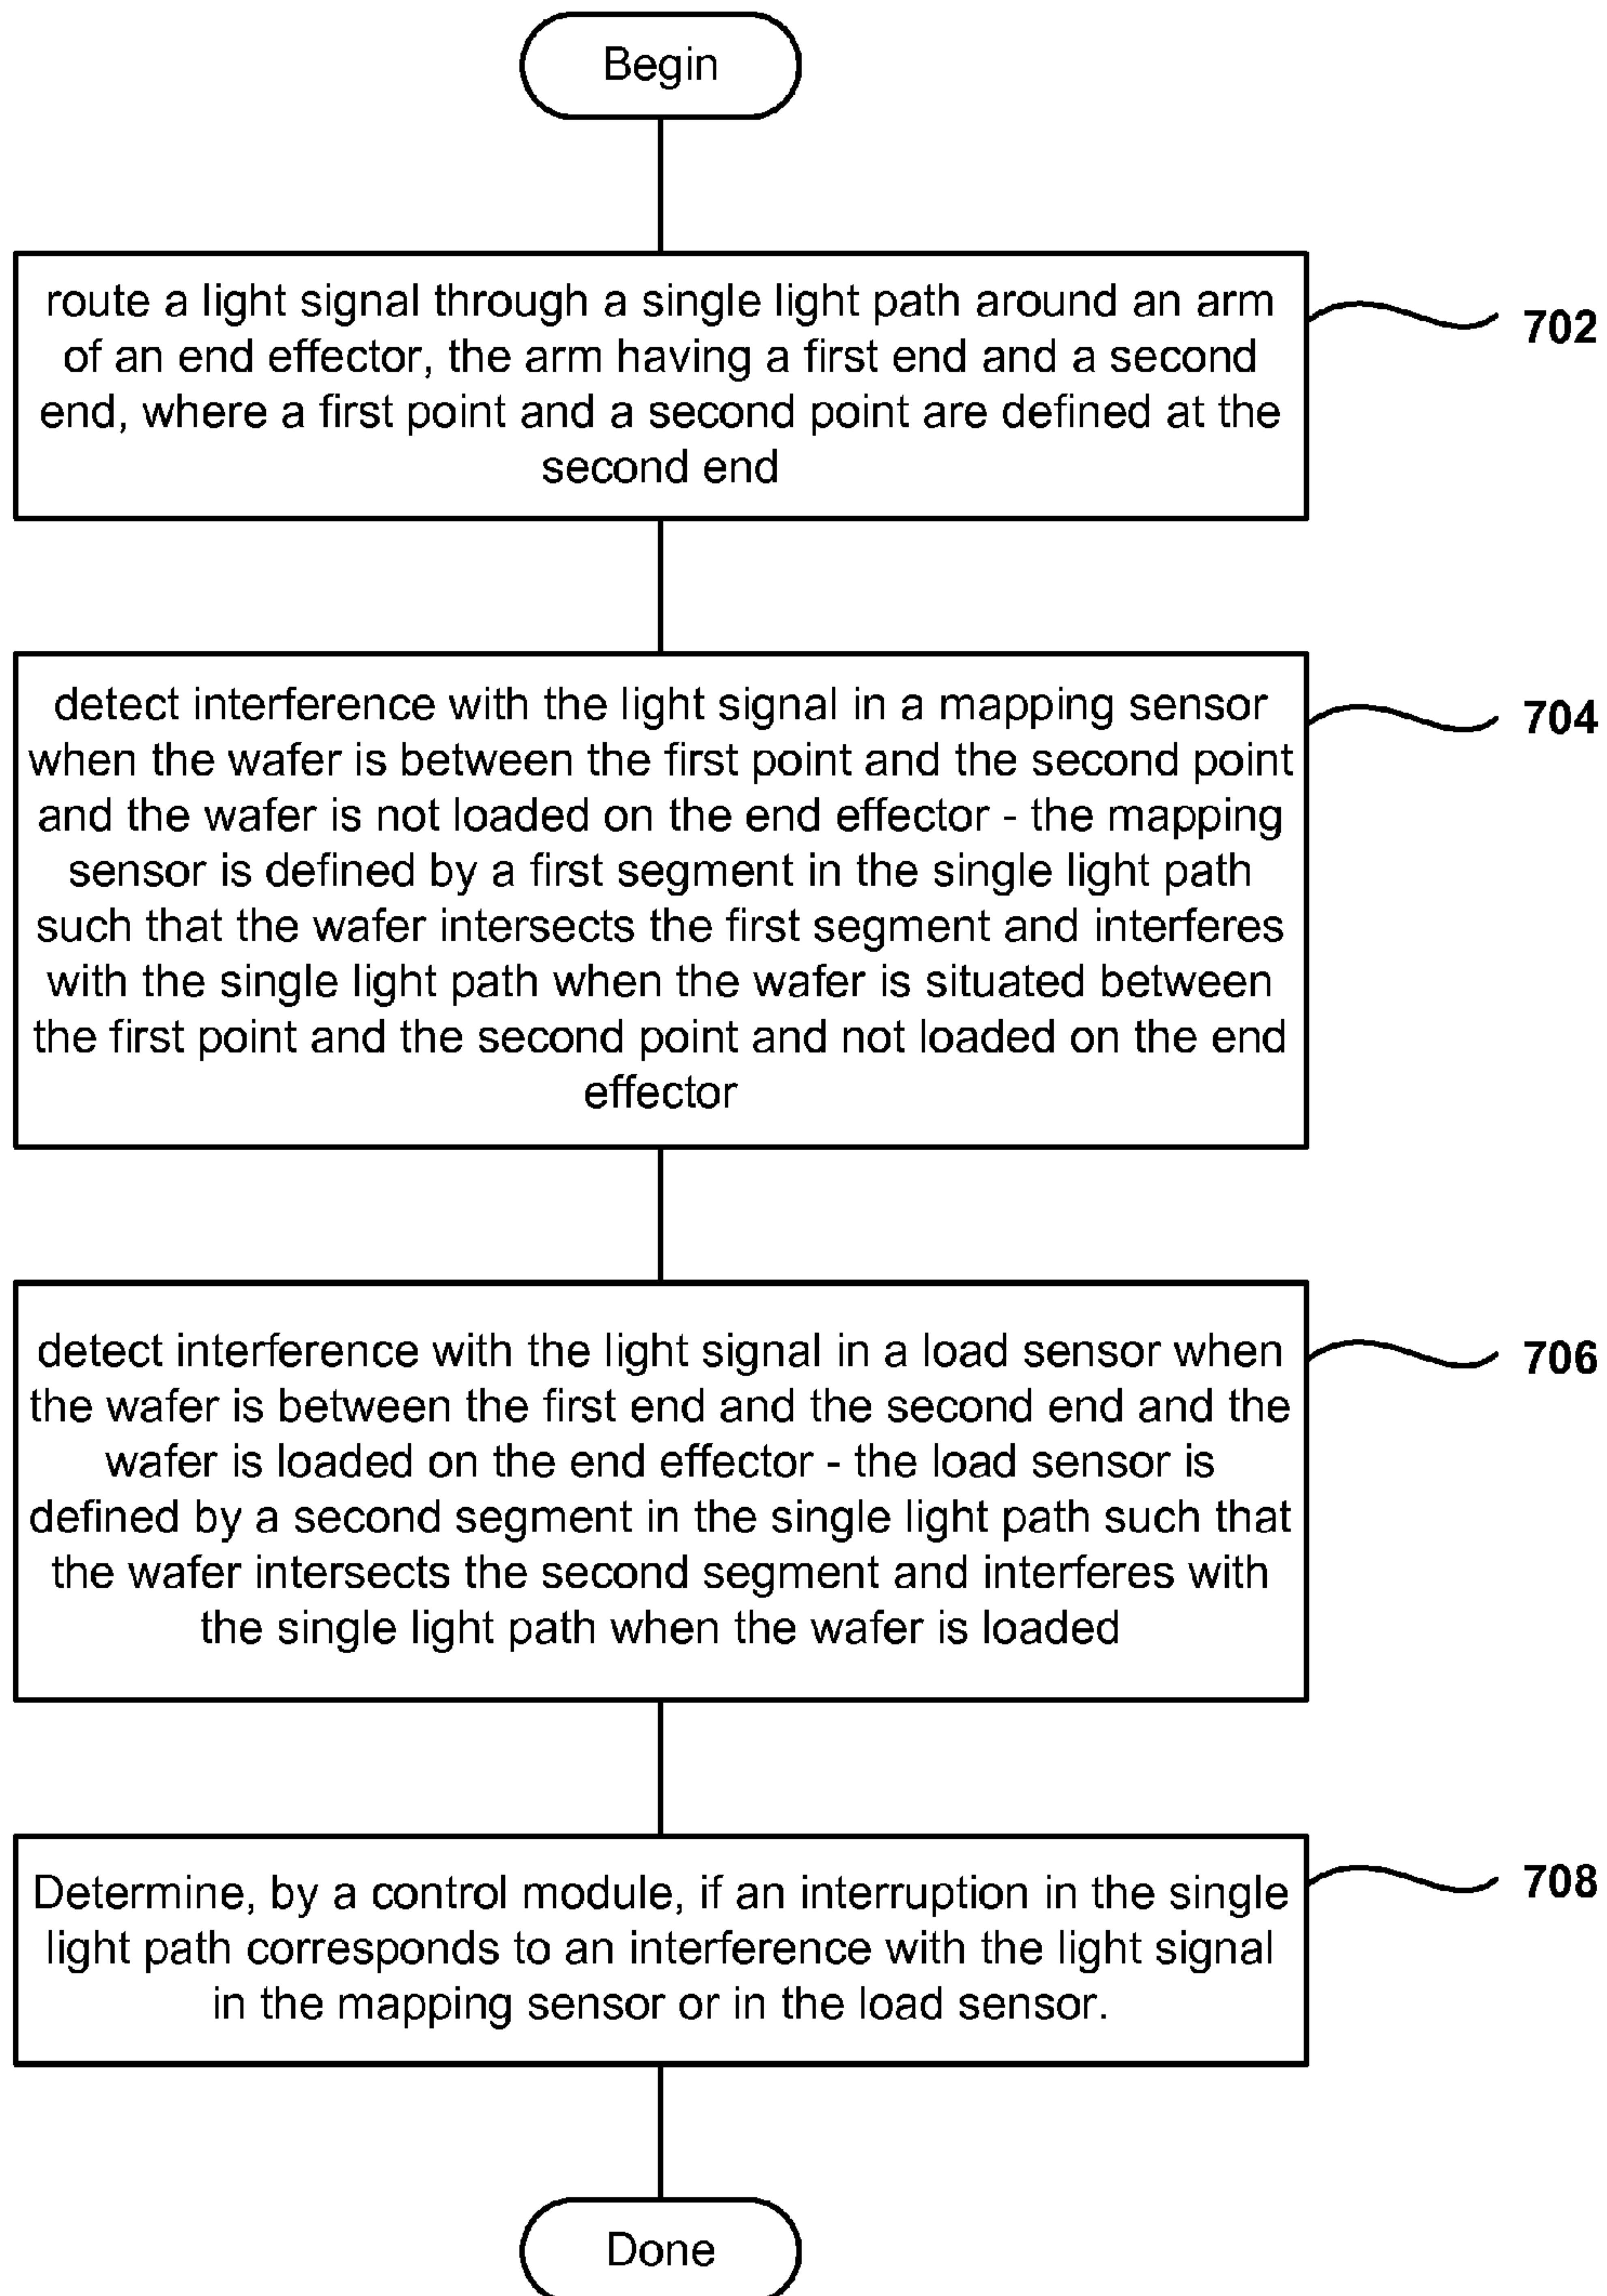 Begin
route a light signal through a single light path around an arm
of an end effector, the arm having a first end and a second
end, where a first point and a second point are defined at the
second end
702
detect interference with the light signal in a mapping sensor
when the wafer is between the first point and the second point
and the wafer is not loaded on the end effector - the mapping
sensor is defined by a first segment in the single light path
such that the wafer intersects the first segment and interferes
with the single light path when the wafer is situated between
the first point and the second point and not loaded on the end
effector
704
detect interference with the light signal in a load sensor when
the wafer is between the first end and the second end and the
wafer is loaded on the end effector - the load sensor is
defined by a second segment in the single light path such that
the wafer intersects the second segment and interferes with
the single light path when the wafer is loaded
706
Determine, by a control module, if an interruption in the single
light path corresponds to an interference with the light signal
in the mapping sensor or in the load sensor.
708
Done